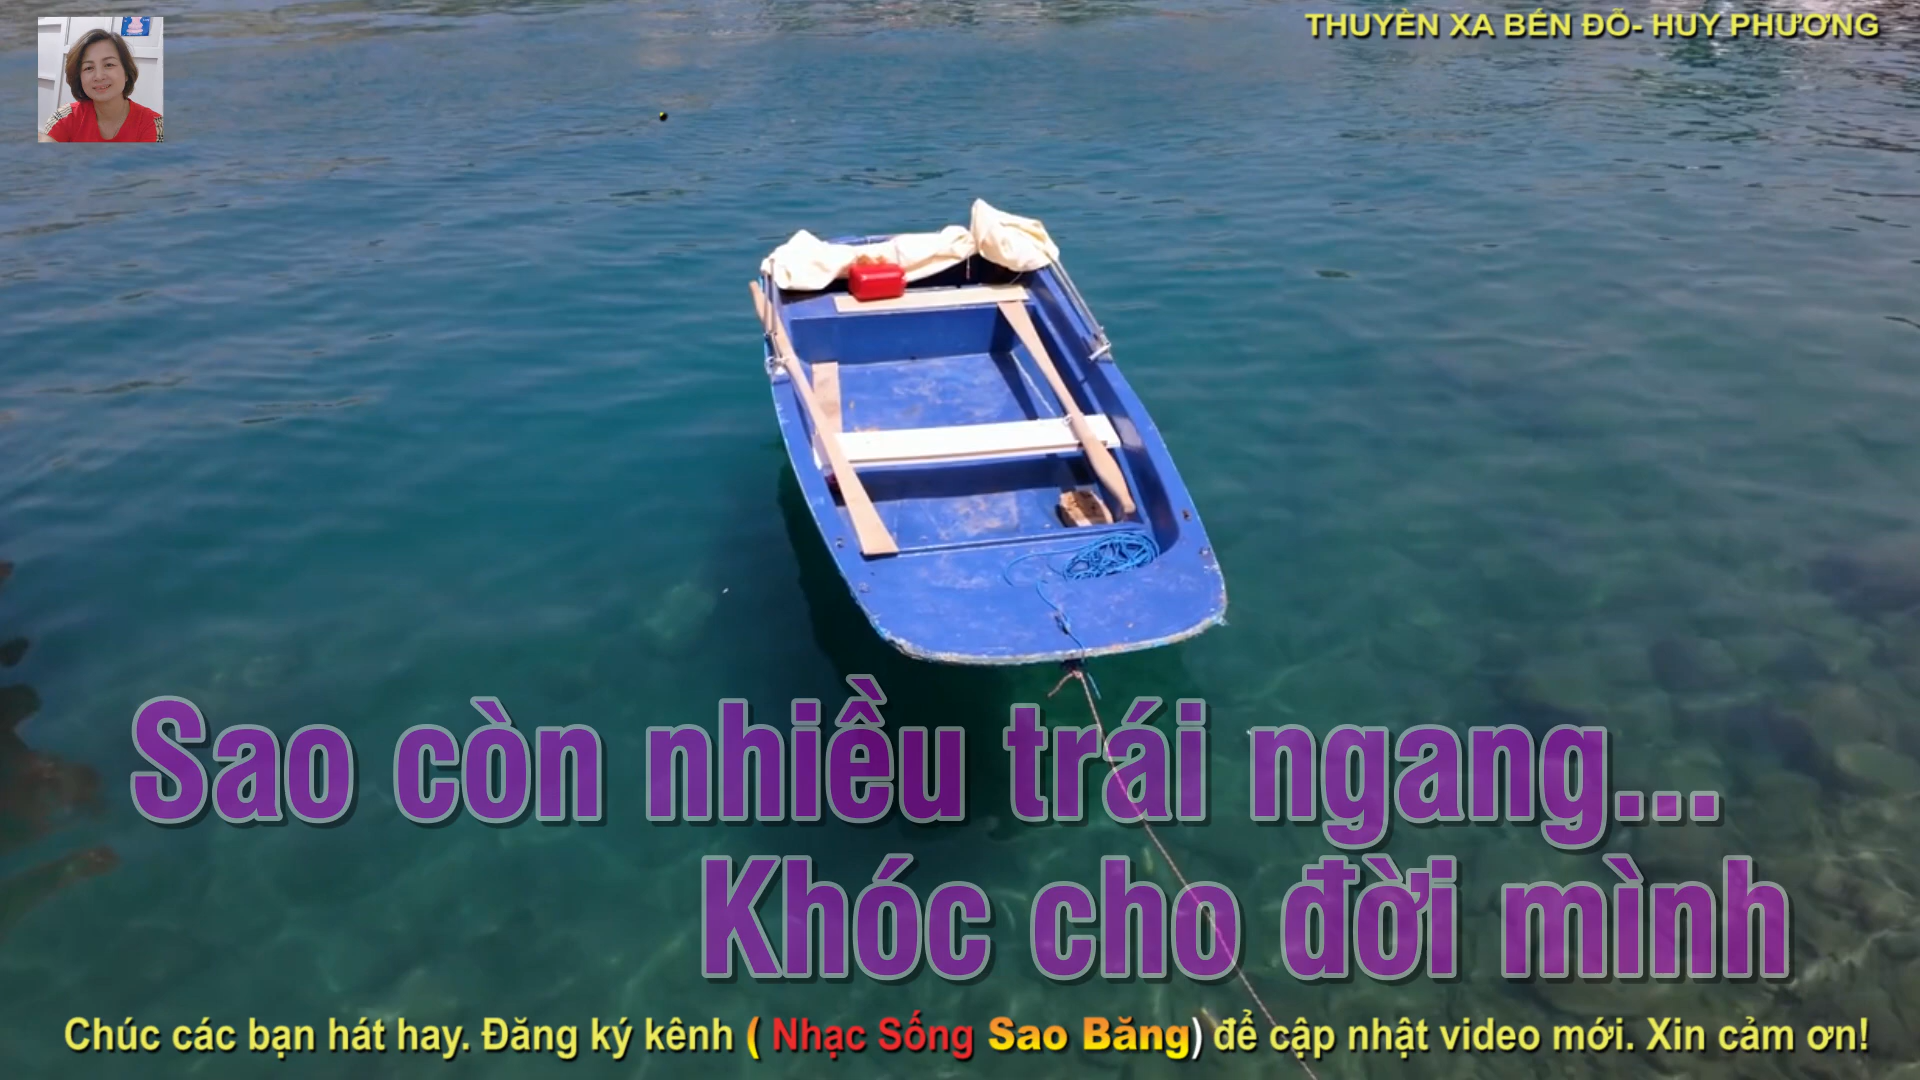 THUYỀN XA BẾN ĐỖ- HUY PHƯƠNG
Sao còn nhiều trái ngang...
Khóc cho đời mình
Chúc các bạn hát hay. Đăng ký kênh ( Nhạc Sống Sao Băng) để cập nhật video mới. Xin cảm ơn!